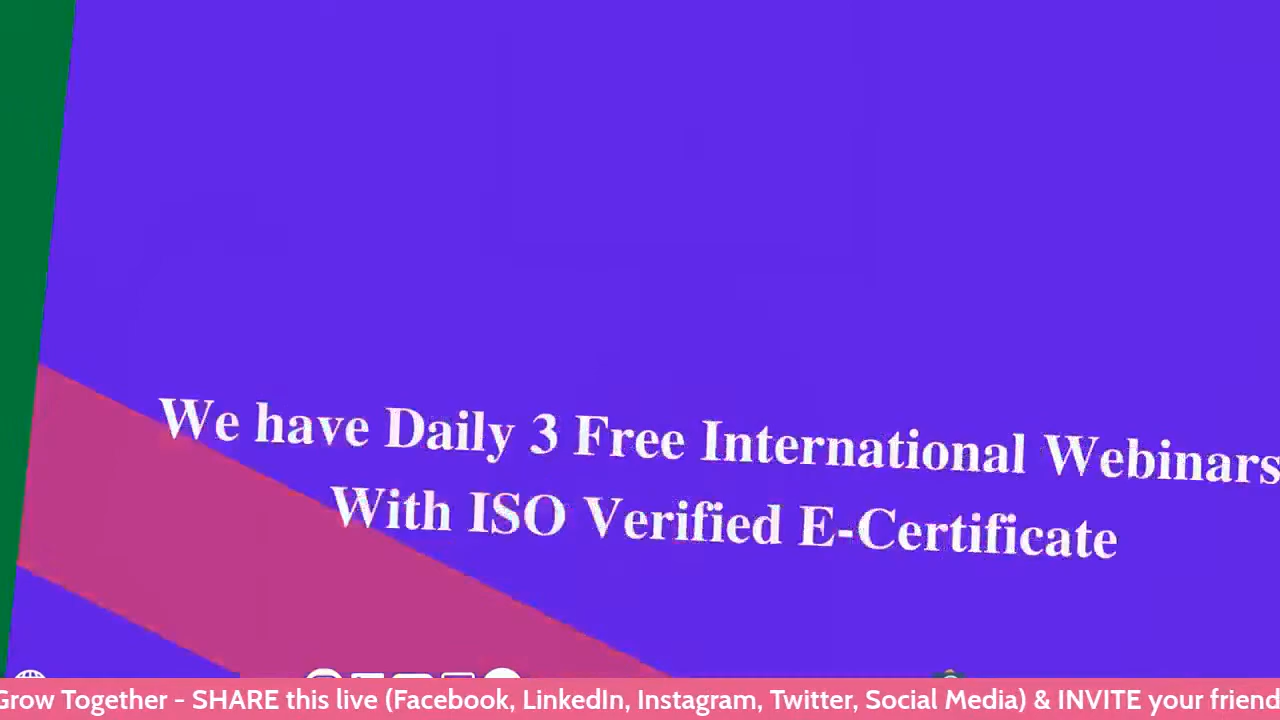 We have Daily 3 Free International Webinars
With ISO Verified E-Certificate
Grow Together - SHARE this live (Facebook, LinkedIn, Instagram, Twitter, Social Media) & INVITE your friend